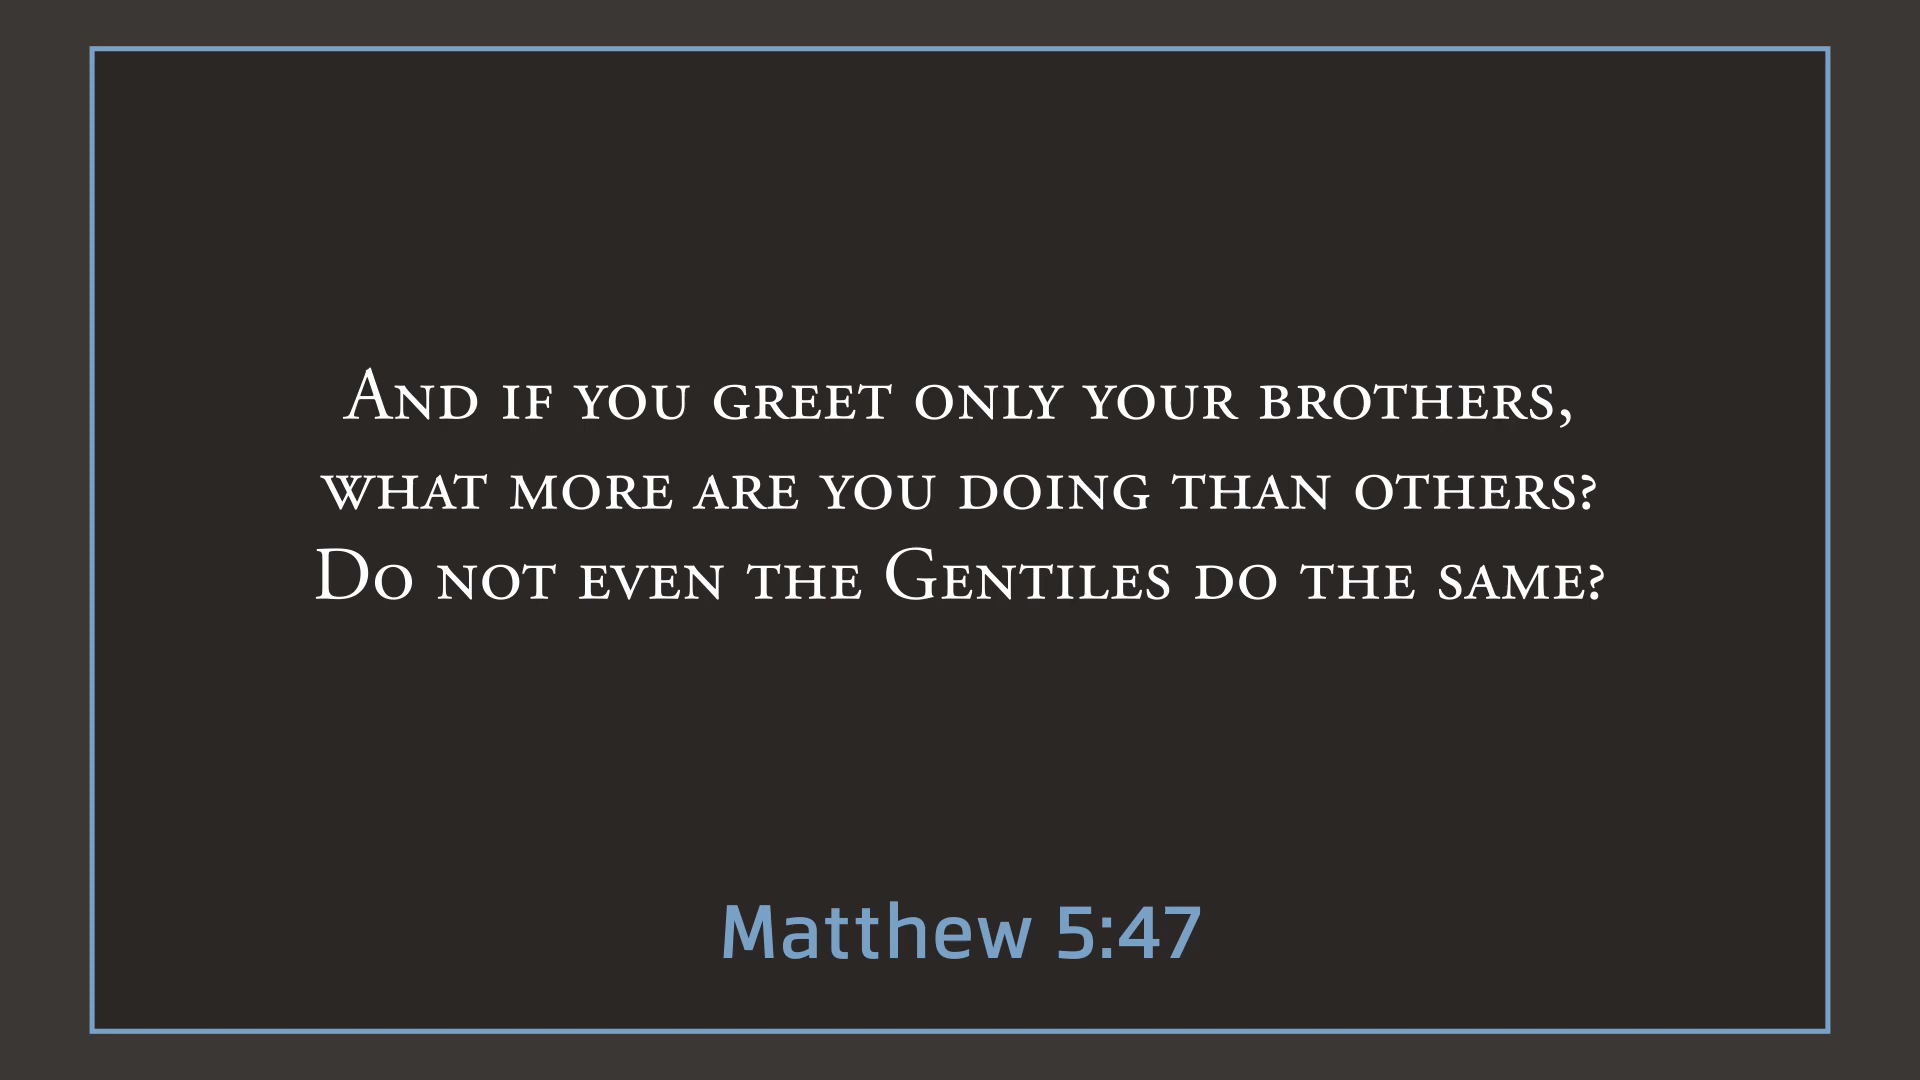 And if you greet only your brothers,
what more are you doing than others?
Do not even the Gentiles do the same?
Matthew 5:47